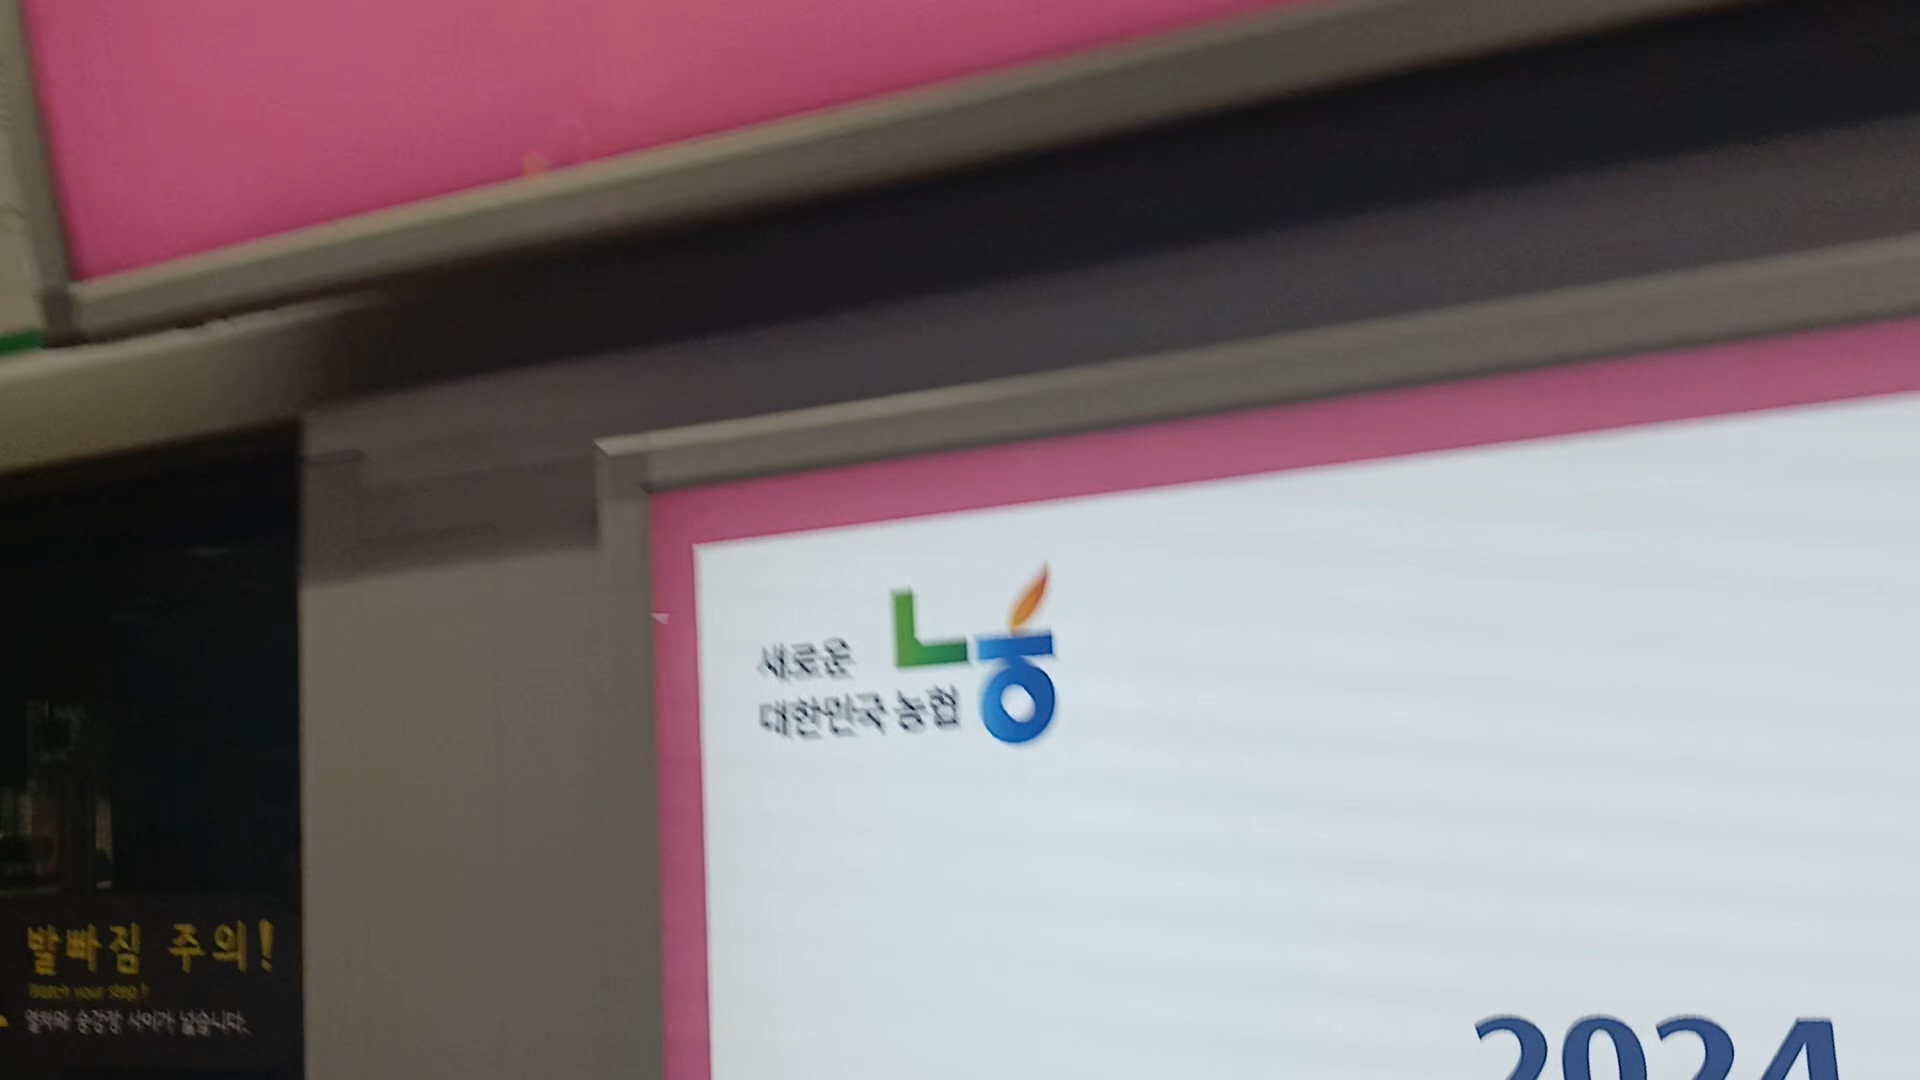 새로운
대한민국 농협
농
2024
발빠짐 주의!
Watch your step!
열차와 승강장 사이가 넓습니다.